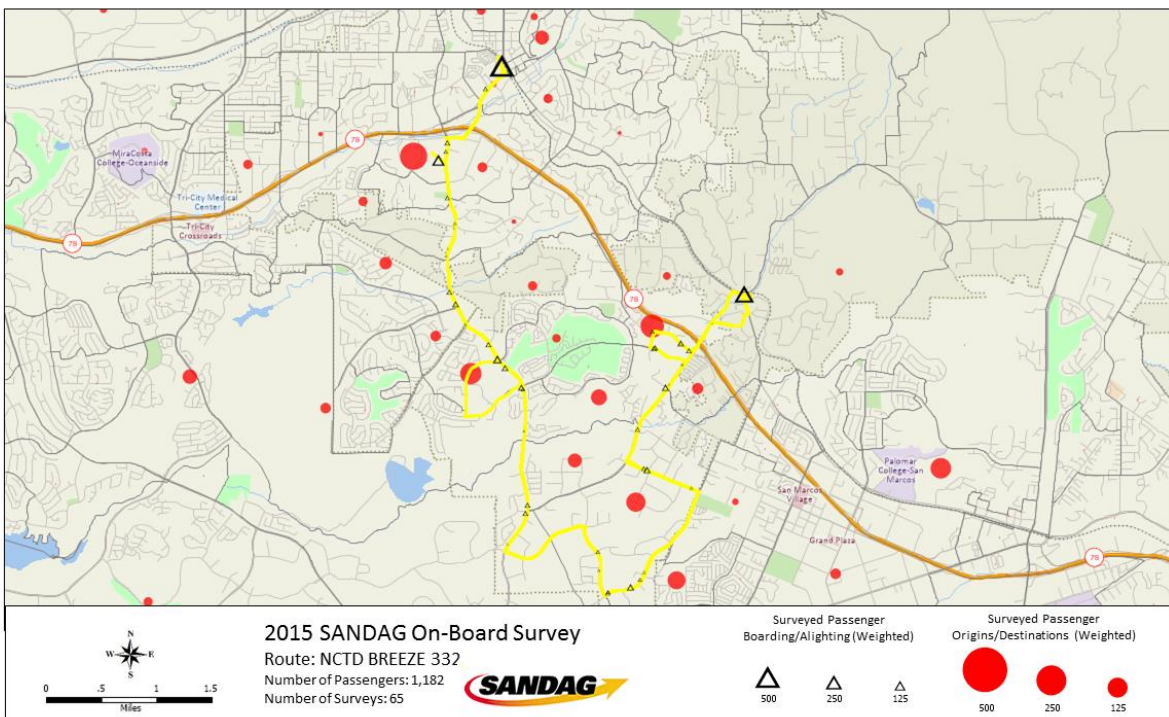 78
MiraCosta
College-Oceanside
Tri-City Medical
Center
Tri-City
Crossroads
78
78
Palomar
College-San
Marcos
San Marcos
Village
Grand Plaza
78
N
W E
S
0 .5 1 1.5
Miles
2015 SANDAG On-Board Survey
Route: NCTD BREEZE 332
Number of Passengers: 1,182
Number of Surveys: 65
SANDAG
Surveyed Passenger
Boarding/Alighting (Weighted)
500 250 125
Surveyed Passenger
Origins/Destinations (Weighted)
500 250 125